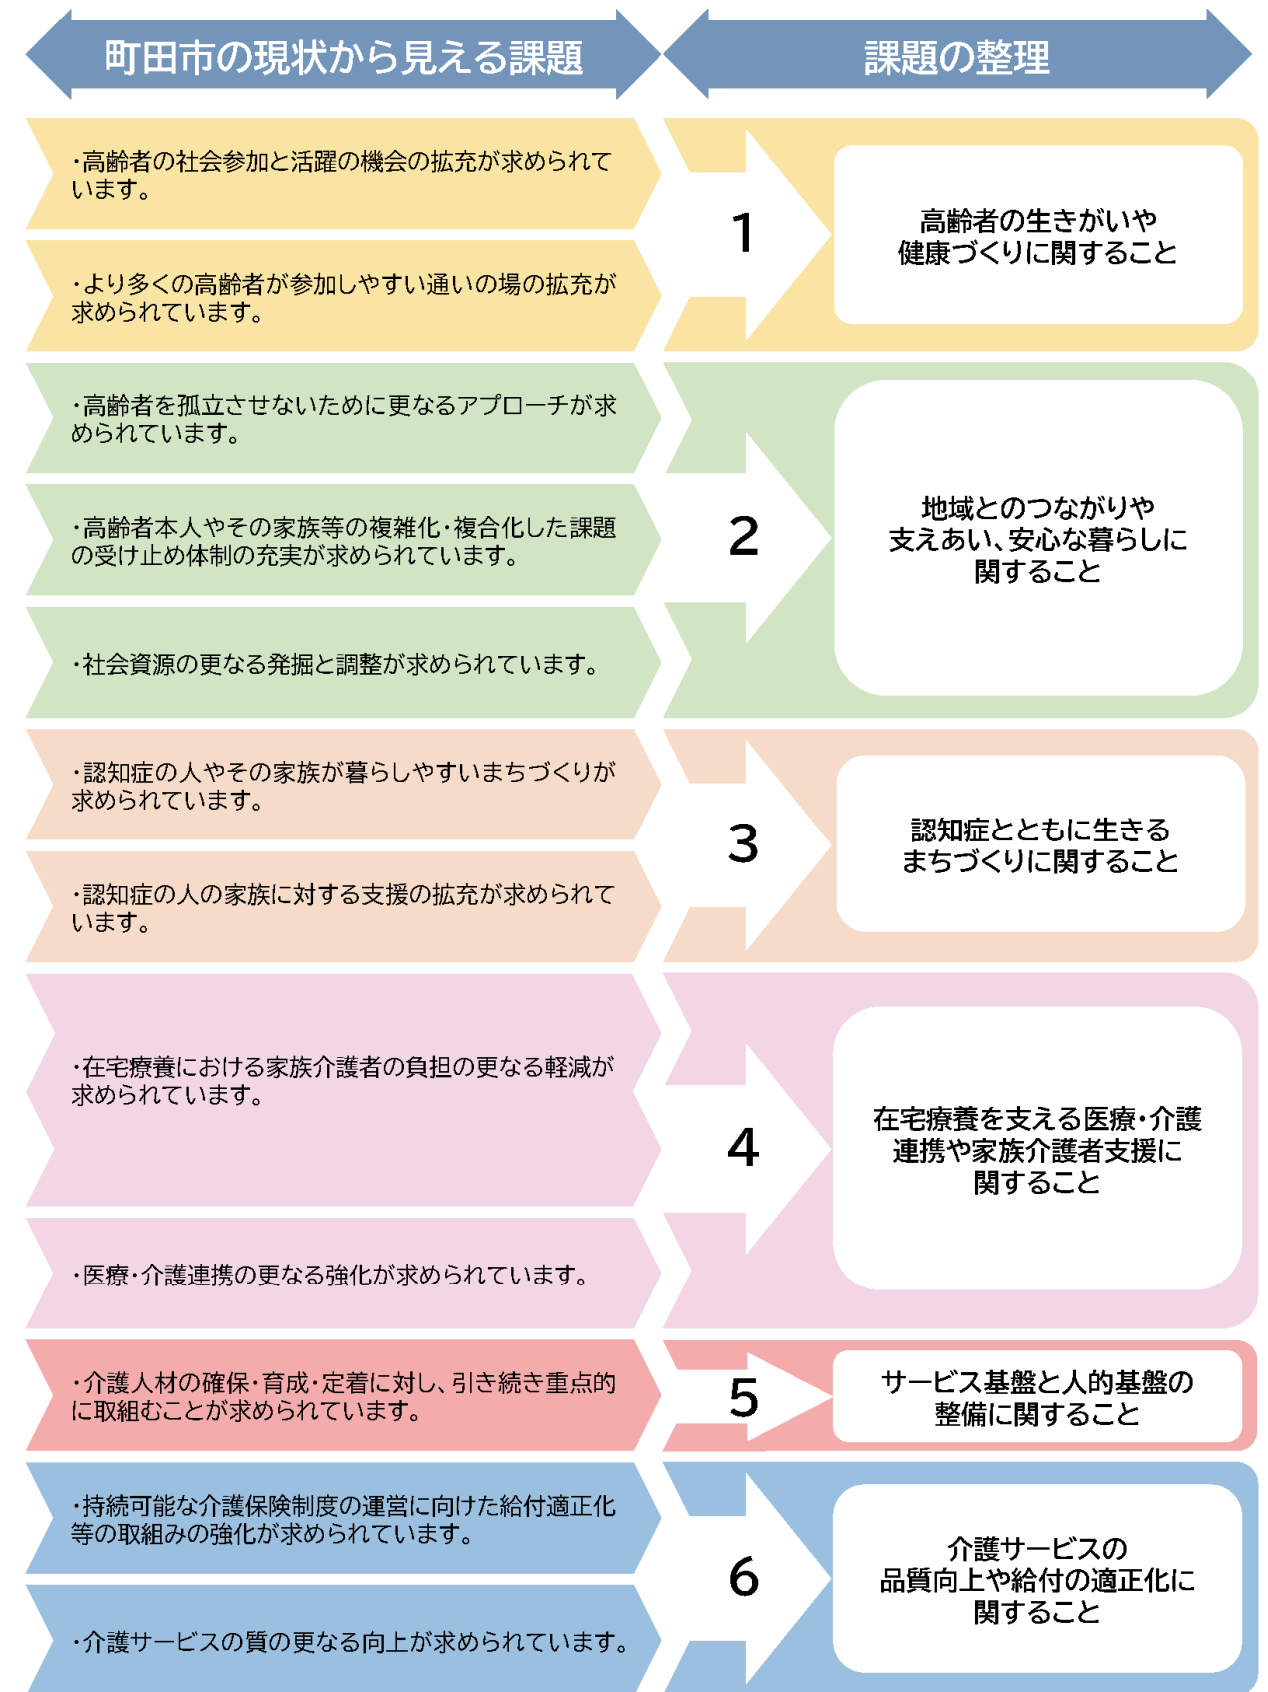 町田市の現状から見える課題
課題の整理
・高齢者の社会参加と活躍の機会の拡充が求められて
います。
・より多くの高齢者が参加しやすい通いの場の拡充が
求められています。
1
高齢者の生きがいや
健康づくりに関すること
・高齢者を孤立させないために更なるアプローチが求
められています。
・高齢者本人やその家族等の複雑化・複合化した課題
の受け止め体制の充実が求められています。
・社会資源の更なる発掘と調整が求められています。
2
地域とのつながりや
支えあい、安心な暮らしに
関すること
・認知症の人やその家族が暮らしやすいまちづくりが
求められています。
・認知症の人の家族に対する支援の拡充が求められて
います。
3
認知症とともに生きる
まちづくりに関すること
・在宅療養における家族介護者の負担の更なる軽減が
求められています。
・医療・介護連携の更なる強化が求められています。
4
在宅療養を支える医療・介護
連携や家族介護者支援に
関すること
・介護人材の確保・育成・定着に対し、引き続き重点的
に取組むことが求められています。
5
サービス基盤と人的基盤の
整備に関すること
・持続可能な介護保険制度の運営に向けた給付適正化
等の取組みの強化が求められています。
・介護サービスの質の更なる向上が求められています。
6
介護サービスの
品質向上や給付の適正化に
関すること